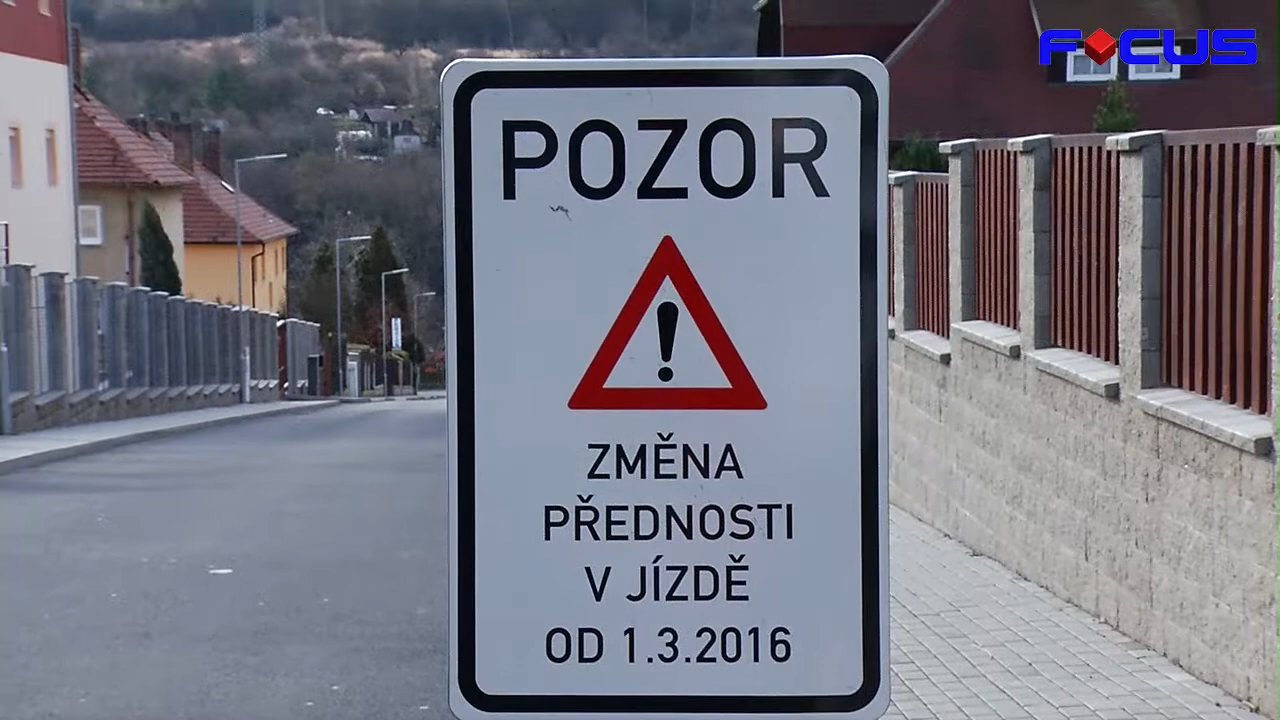 FOCUS
POZOR
ZMĚNA
PŘEDNOSTI
V JÍZDĚ
OD 1.3.2016